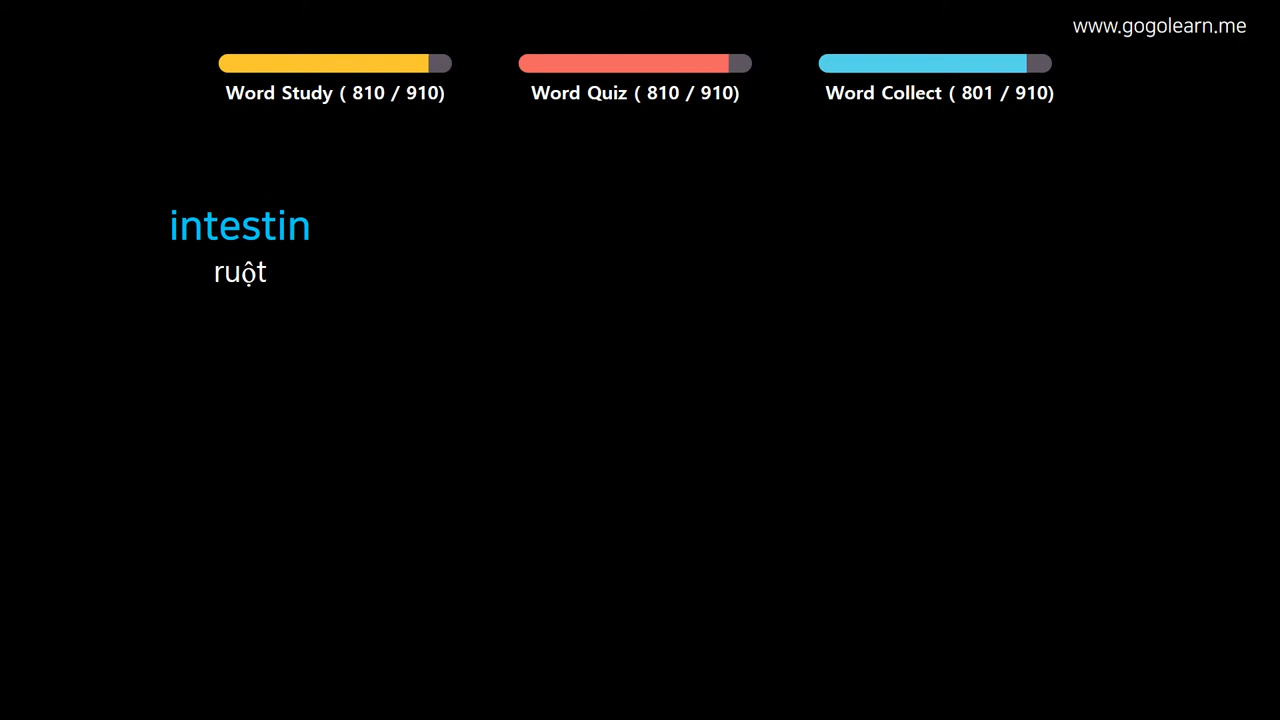 www.gogolearn.me
Word Study ( 810 / 910)
Word Quiz ( 810 / 910)
Word Collect ( 801 / 910)
intestin
ruột